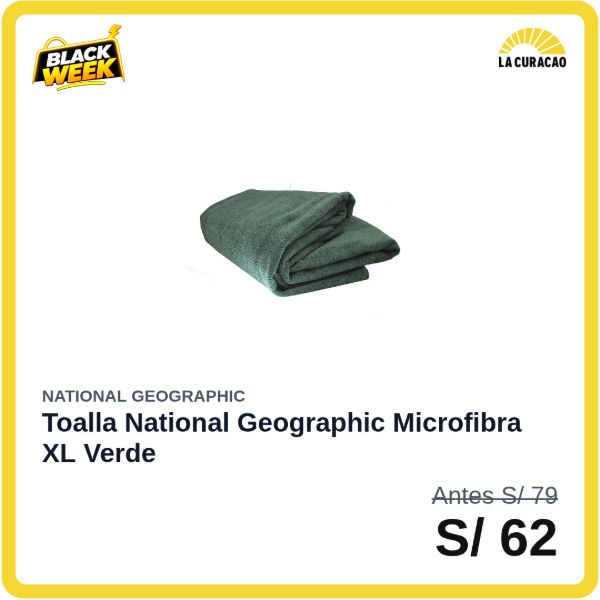 BLACK
WEEK
LA CURACAO
NATIONAL GEOGRAPHIC
Toalla National Geographic Microfibra
XL Verde
Antes S/ 79
S/ 62